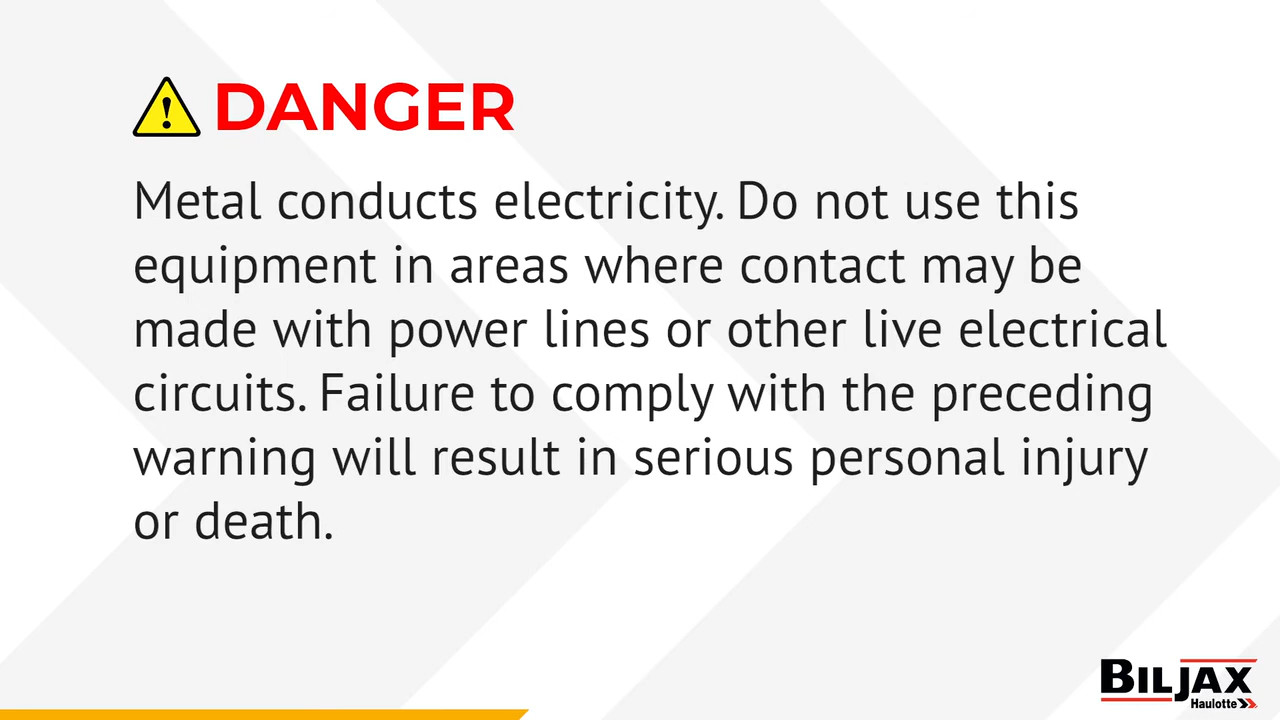 DANGER
Metal conducts electricity. Do not use this
equipment in areas where contact may be
made with power lines or other live electrical
circuits. Failure to comply with the preceding
warning will result in serious personal injury
or death.
BILJAX
Haulotte